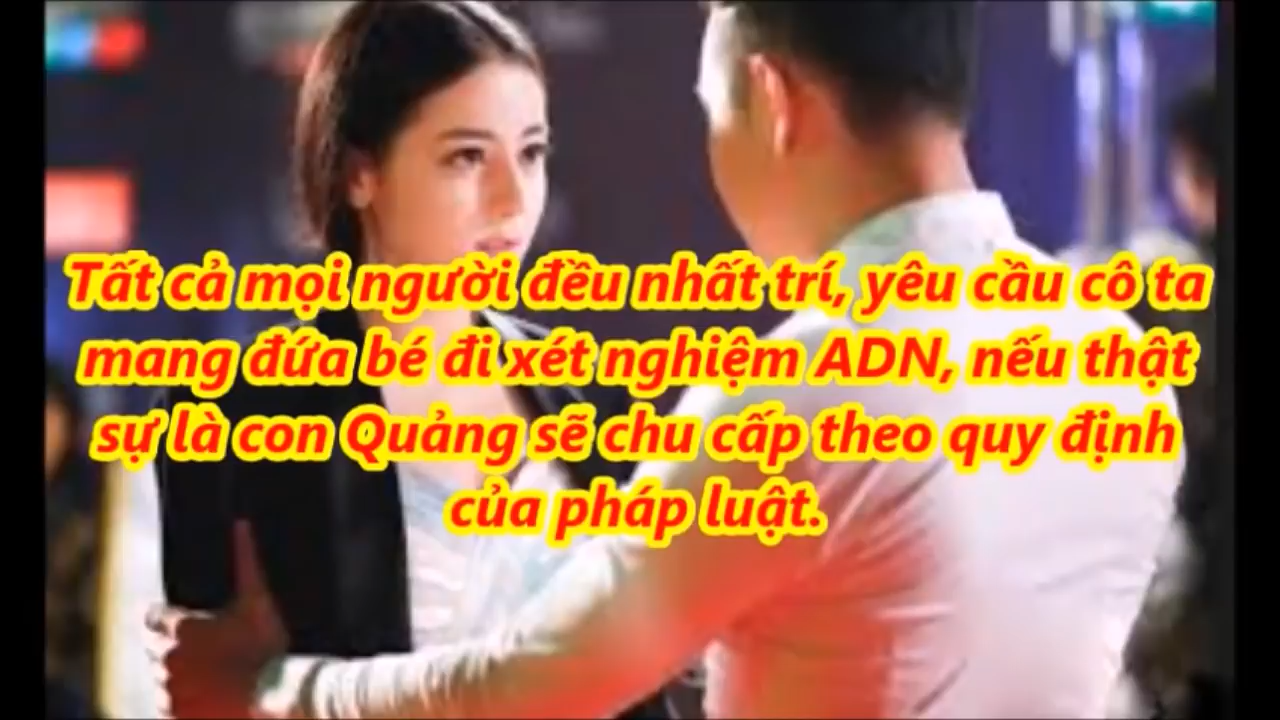 Tất cả mọi người đều nhất trí, yêu cầu cô ta
mang đứa bé đi xét nghiệm ADN, nếu thật
sự là con Quảng sẽ chu cấp theo quy định
của pháp luật.